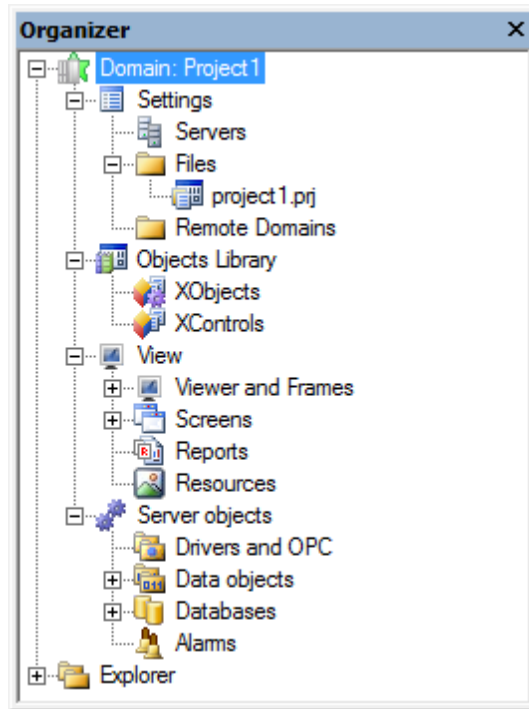 Organizer
Domain: Project1
Settings
Servers
Files
project1.prj
Remote Domains
Objects Library
XObjects
XControls
View
Viewer and Frames
Screens
Reports
Resources
Server objects
Drivers and OPC
Data objects
Databases
Alarms
Explorer